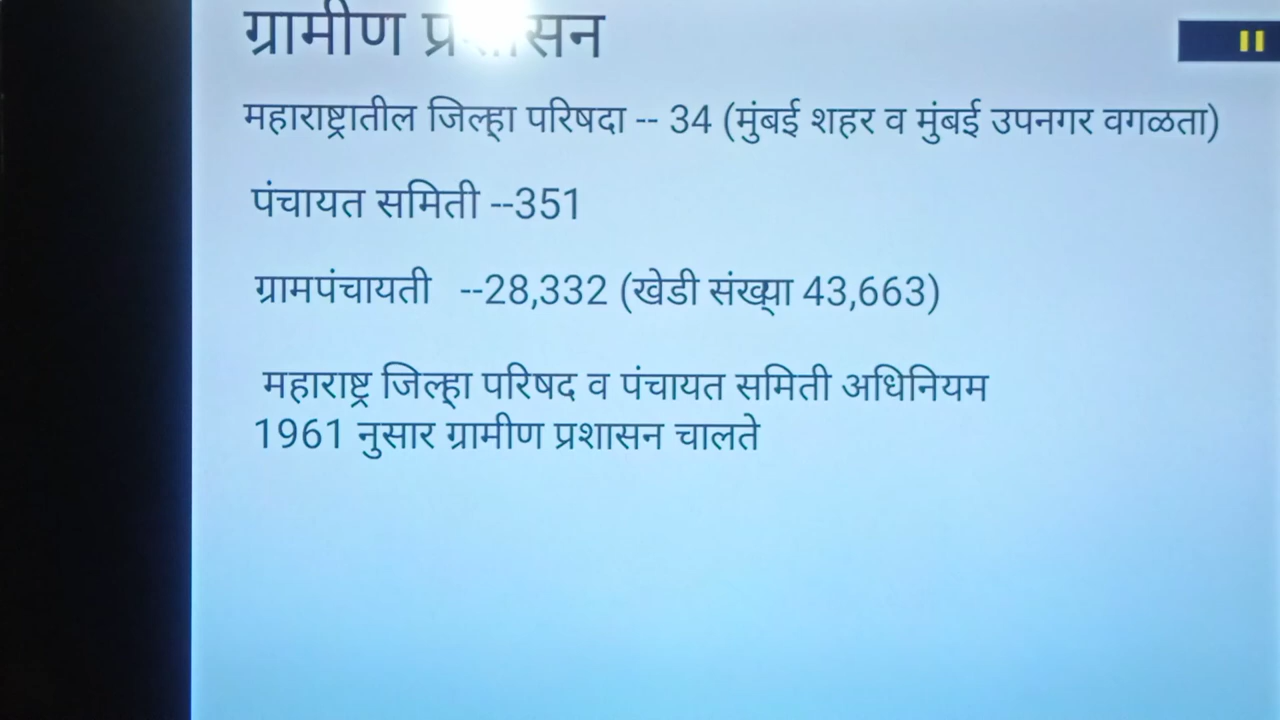 ग्रामीण
महाराष्ट्रातील जिल्हा परिषदा -- 34 (मुंबई शहर व मुंबई उपनगर वगळता)
पंचायत समिती --351
ग्रामपंचायती --28,332 (खेडी संख्या 43,663)
महाराष्ट्र जिल्हा परिषद व पंचायत समिती अधिनियम
1961 नुसार ग्रामीण प्रशासन चालते